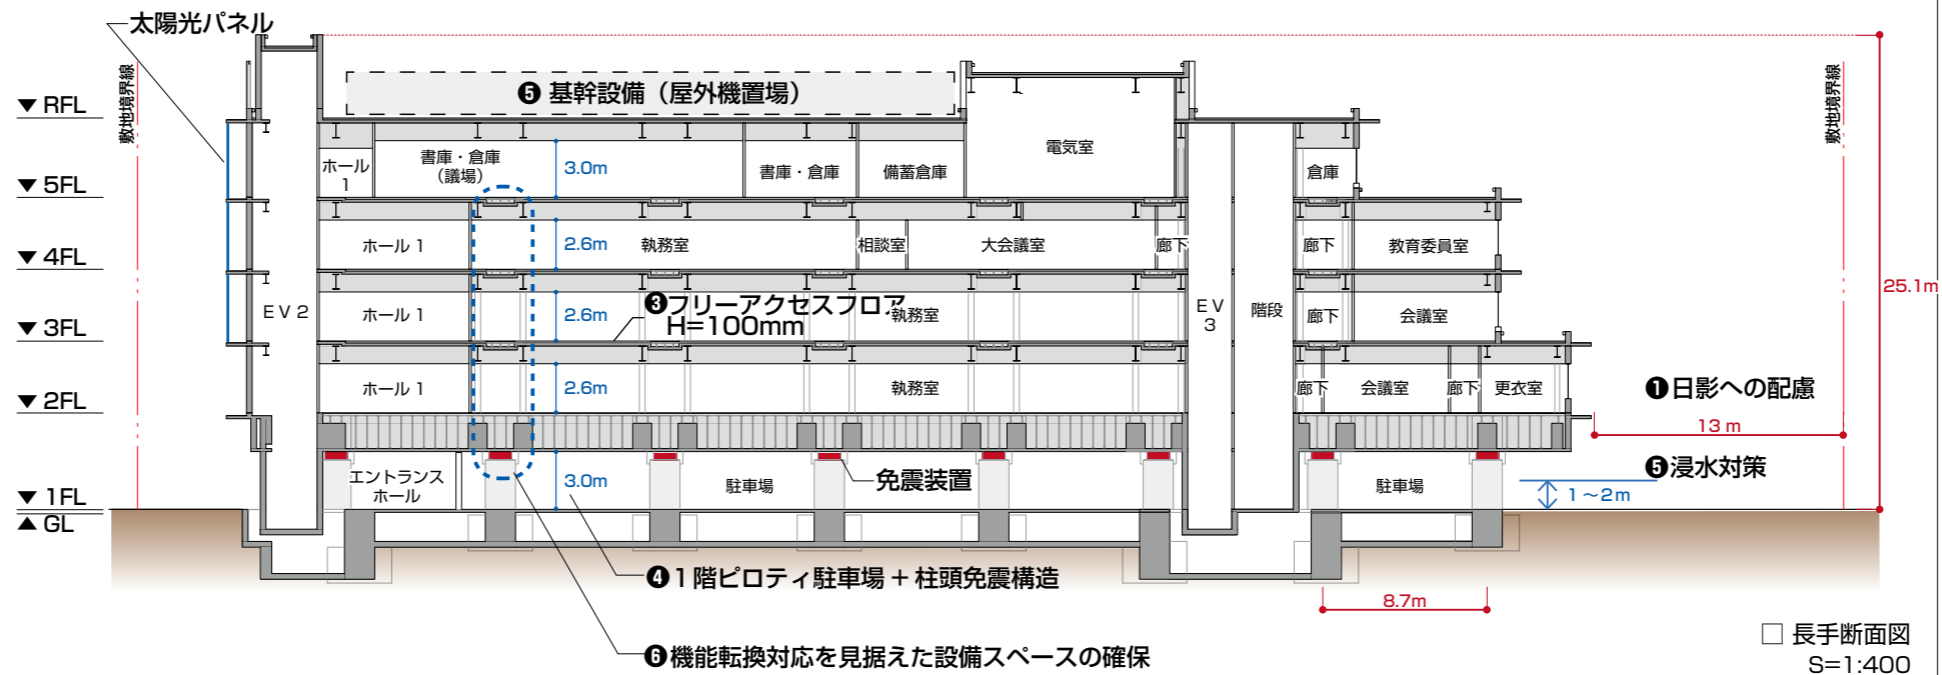 太陽光パネル
敷地境界線
敷地境界線
❺ 基幹設備（屋外機置場）
▼ RFL
電気室
ホール
1
書庫・倉庫
（議場）
3.0m
書庫・倉庫
備蓄倉庫
倉庫
▼ 5FL
ホール 1
2.6m
執務室
相談室
大会議室
廊下
廊下
教育委員室
▼ 4FL
25.1m
EV 2
ホール 1
2.6m
❸フリーアクセスフロア
H=100mm
執務室
EV
3
階段
廊下
会議室
▼ 3FL
ホール 1
2.6m
執務室
廊下
会議室
廊下
更衣室
❶日影への配慮
▼ 2FL
13 m
エントランス
ホール
3.0m
駐車場
免震装置
駐車場
❺浸水対策
1～2m
▼ 1FL
▲ GL
❹1階ピロティ駐車場 + 柱頭免震構造
8.7m
❻機能転換対応を見据えた設備スペースの確保
□ 長手断面図
S=1:400